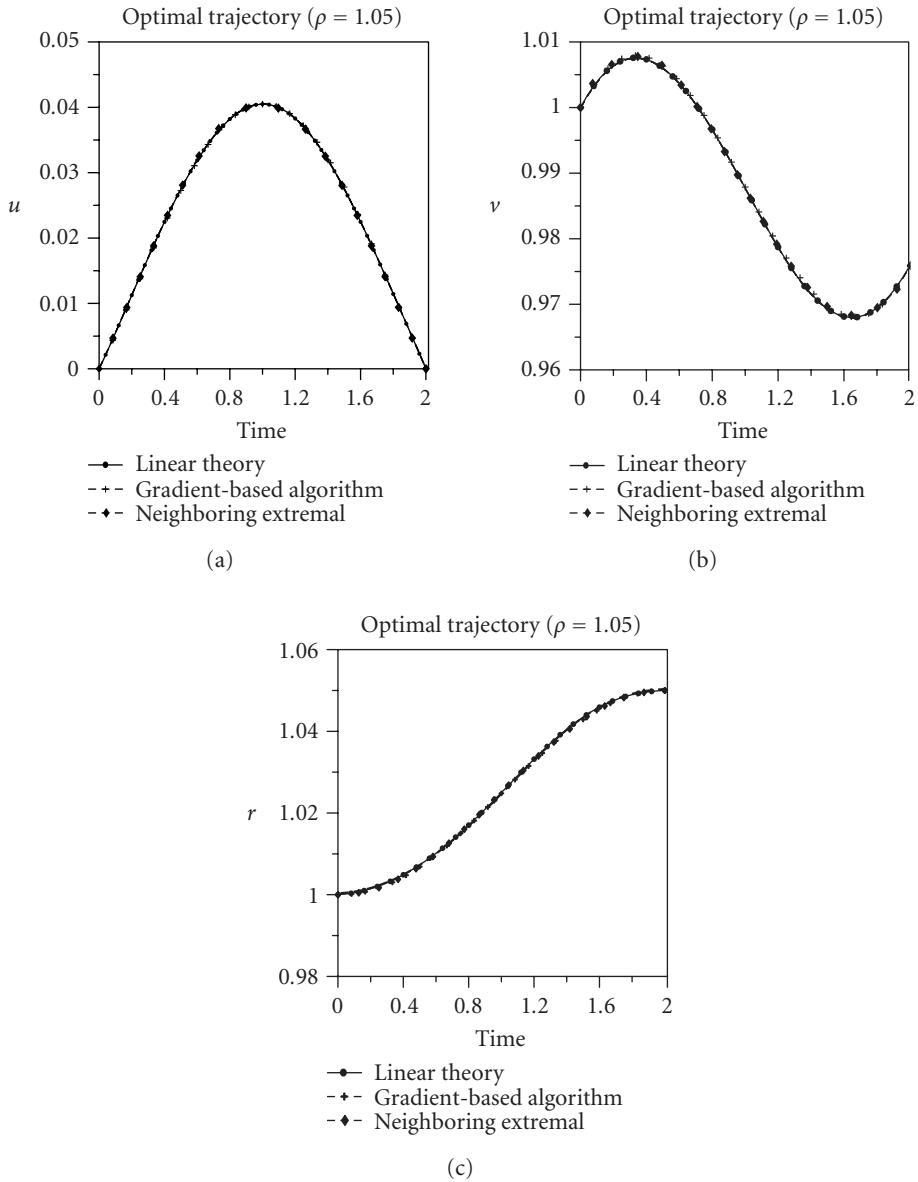 Optimal trajectory (ρ = 1.05)
0.05
0.04
0.03
u
0.02
0.01
0
0 0.4 0.8 1.2 1.6 2
Time
Linear theory
Gradient-based algorithm
Neighboring extremal
(a)
Optimal trajectory (ρ = 1.05)
1.01
1
0.99
v
0.98
0.97
0.96
0 0.4 0.8 1.2 1.6 2
Time
Linear theory
Gradient-based algorithm
Neighboring extremal
(b)
Optimal trajectory (ρ = 1.05)
1.06
1.04
r 1.02
1
0.98
0 0.4 0.8 1.2 1.6 2
Time
Linear theory
Gradient-based algorithm
Neighboring extremal
(c)